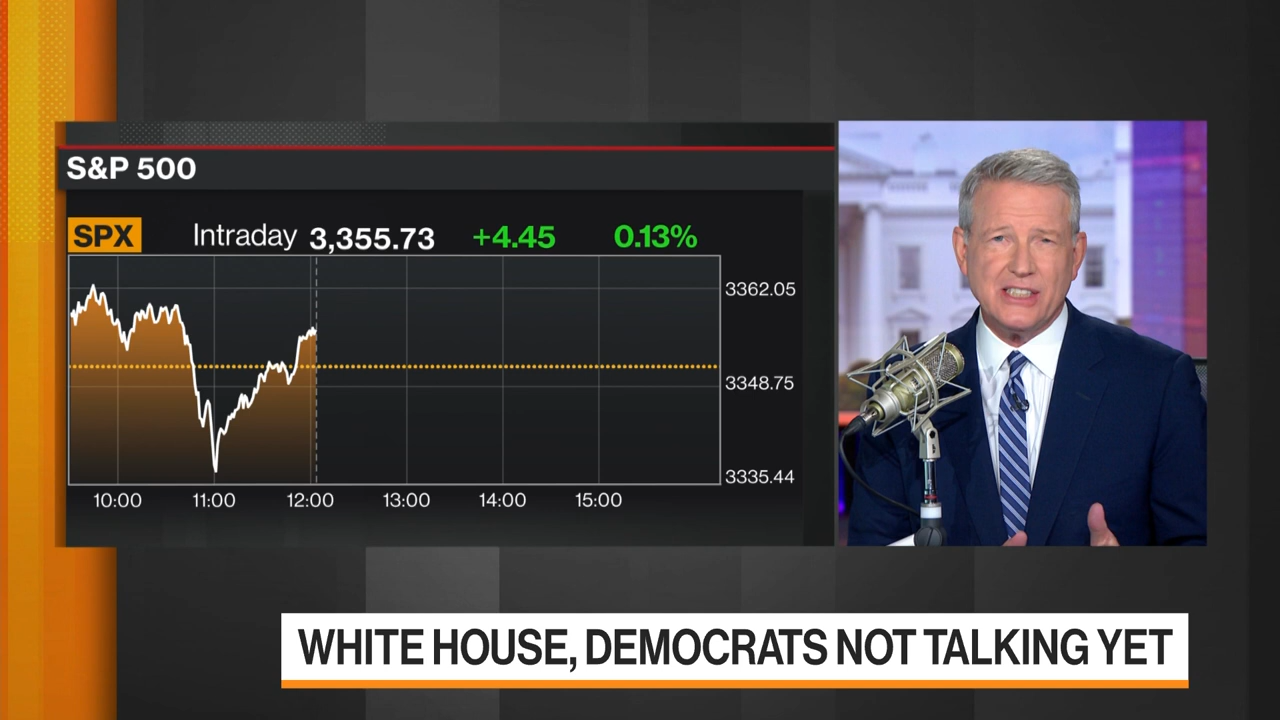 S&P 500
SPX Intraday 3,355.73 +4.45 0.13%
3362.05
3348.75
3335.44
10:00 11:00 12:00 13:00 14:00 15:00
WHITE HOUSE, DEMOCRATS NOT TALKING YET